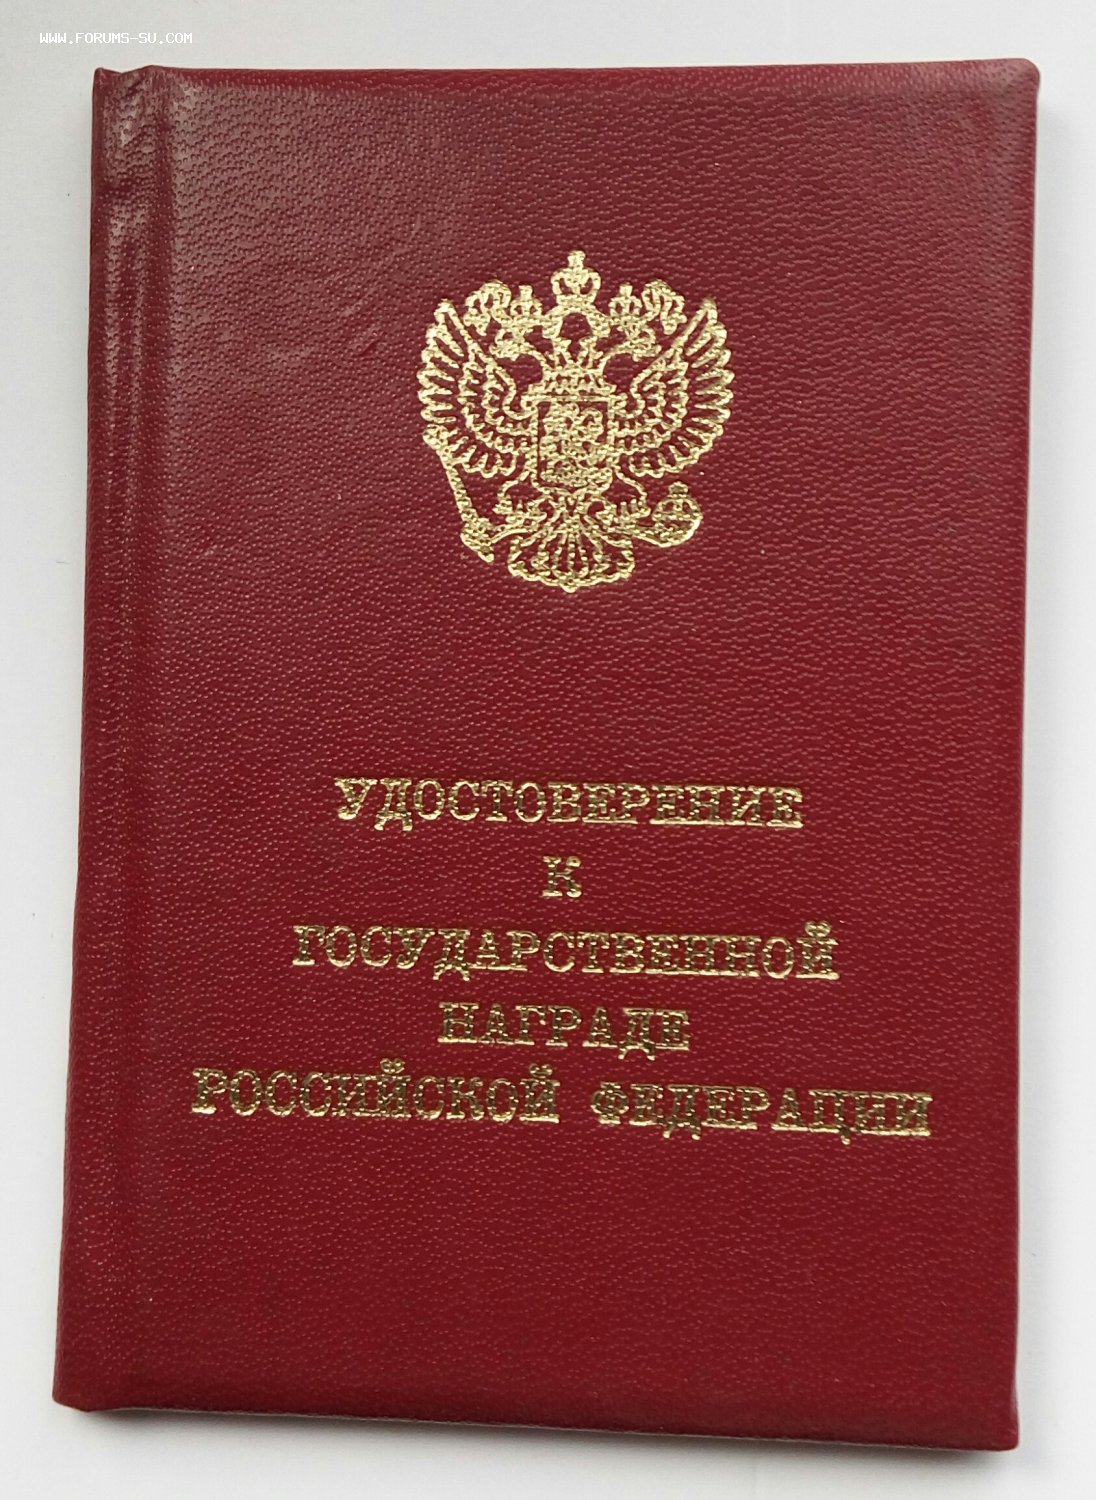 WWW.FORUMS-SU.COM
УДОСТОВЕРЕНИЕ
К
ГОСУДАРСТВЕННОЙ
НАГРАДЕ
РОССИЙСКОЙ ФЕДЕРАЦИИ